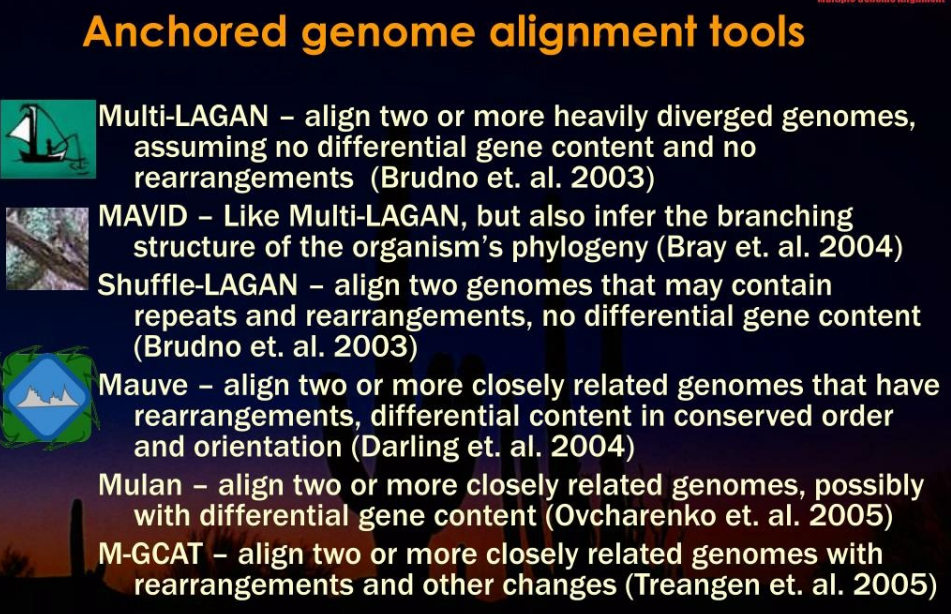 Multiple Genome Alignment
Anchored genome alignment tools
Multi-LAGAN – align two or more heavily diverged genomes,
assuming no differential gene content and no
rearrangements (Brudno et. al. 2003)
MAVID – Like Multi-LAGAN, but also infer the branching
structure of the organism's phylogeny (Bray et. al. 2004)
Shuffle-LAGAN – align two genomes that may contain
repeats and rearrangements, no differential gene content
(Brudno et. al. 2003)
Mauve – align two or more closely related genomes that have
rearrangements, differential content in conserved order
and orientation (Darling et. al. 2004)
Mulan – align two or more closely related genomes, possibly
with differential gene content (Ovcharenko et. al. 2005)
M-GCAT – align two or more closely related genomes with
rearrangements and other changes (Treangen et. al. 2005)